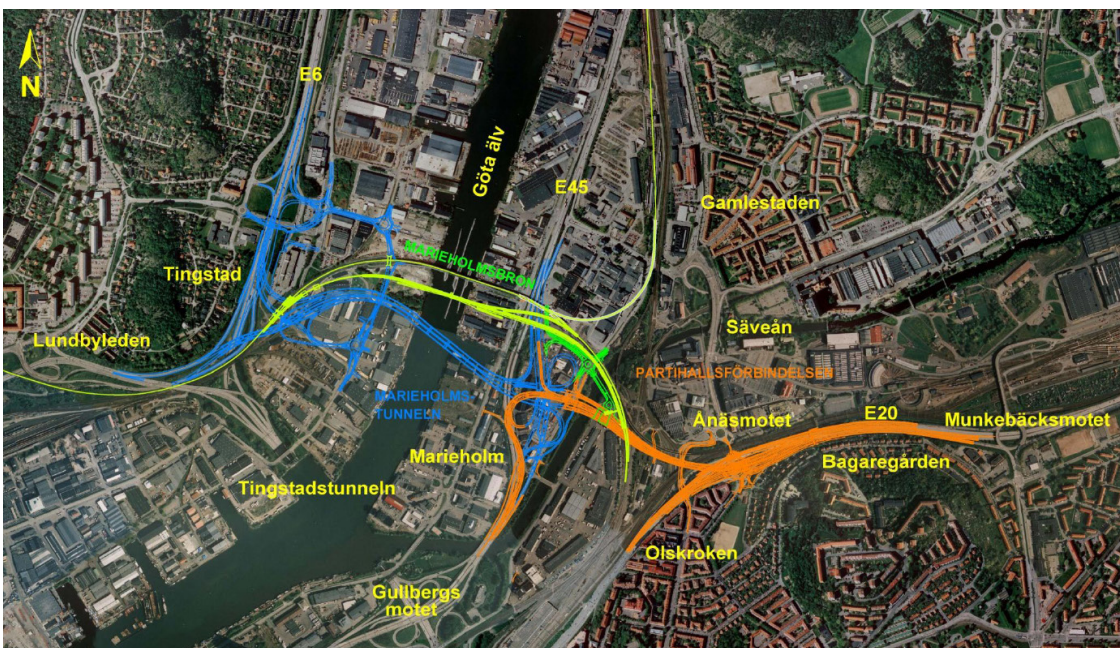 N
E6
Göta älv
E45
Gamlestaden
MARIEHOLMSBRON
Tingstad
Lundbyleden
Säveån
PARTIHALLSFÖRBINDELSEN
MARIEHOLMS-
TUNNELN
Ånäsmotet
E20
Munkebäcksmotet
Marieholm
Bagaregården
Tingstadstunneln
Olskroken
Gullbergs
motet